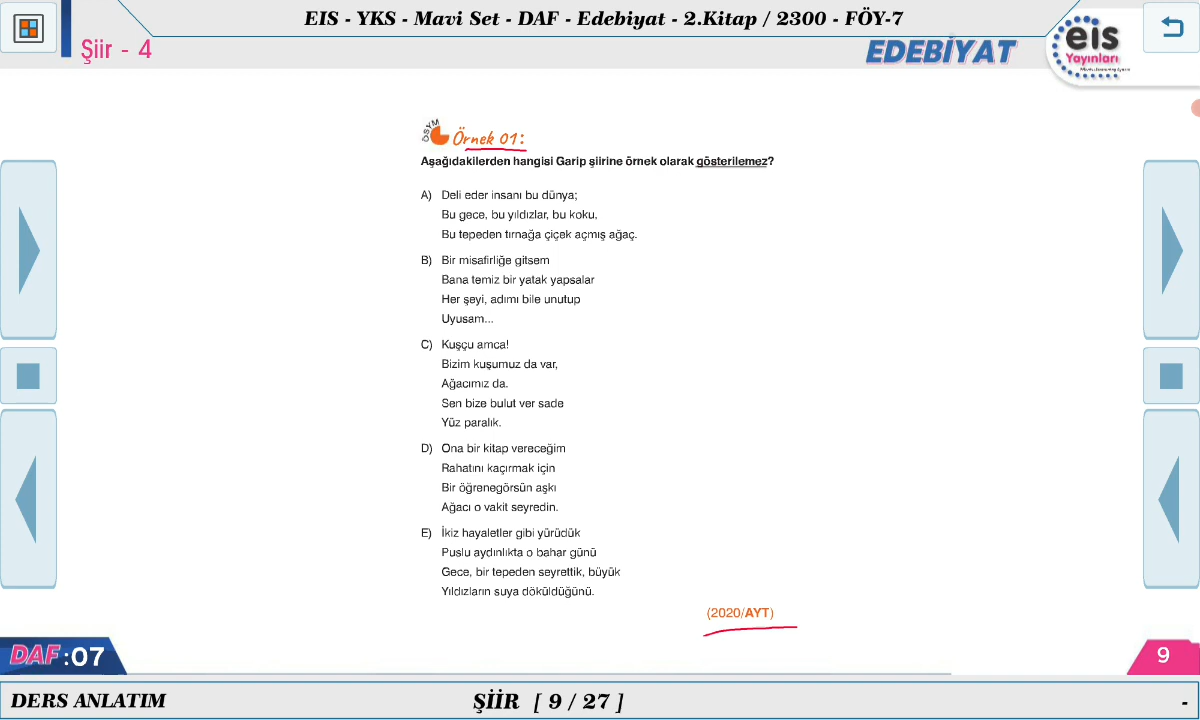 EIS - YKS - Mavi Set - DAF - Edebiyat - 2.Kitap / 2300 - FÖY-7
Şiir - 4
EDEBİYAT
eis
Yayınları
ÖSYM
Örnek 01:
Aşağıdakilerden hangisi Garip şiirine örnek olarak gösterilemez?
A) Deli eder insanı bu dünya;
Bu gece, bu yıldızlar, bu koku,
Bu tepeden tırnağa çiçek açmış ağaç.
B) Bir misafirliğe gitsem
Bana temiz bir yatak yapsalar
Her şeyi, adımı bile unutup
Uyusam...
C) Kuşçu amca!
Bizim kuşumuz da var,
Ağacımız da.
Sen bize bulut ver sade
Yüz paralık.
D) Ona bir kitap vereceğim
Rahatını kaçırmak için
Bir öğrenegörsün aşkı
Ağacı o vakit seyredin.
E) İkiz hayaletler gibi yürüdük
Puslu aydınlıkta o bahar günü
Gece, bir tepeden seyrettik, büyük
Yıldızların suya döküldüğünü.
(2020/AYT)
DAF:07
9
DERS ANLATIM
ŞİİR [ 9 / 27 ]
-